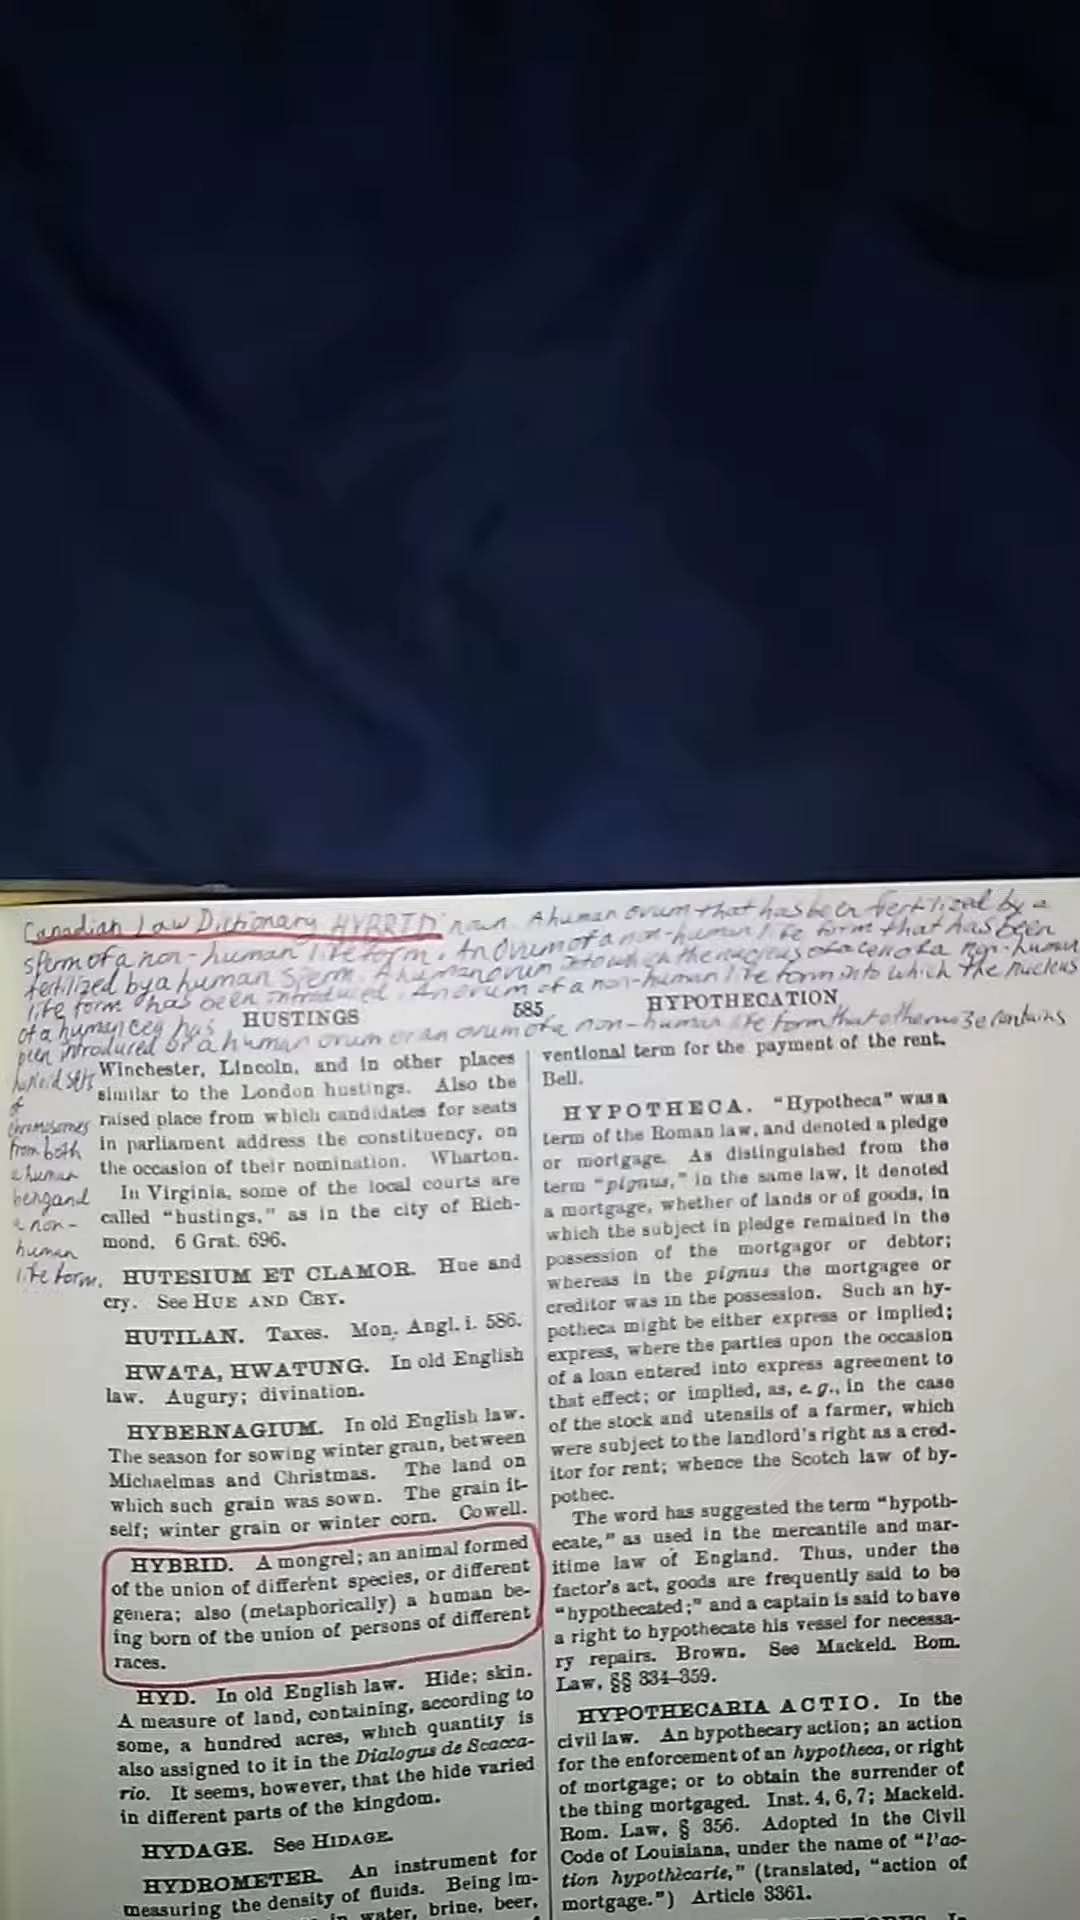 Canadian Law Dictionary HYBRID noun. A human ovum that has been fertilized by a
sperm of a non-human life form. An Ovum of a non-human life form that has been
fertilized by a human sperm. A human ovum into which the nucleus of a cell of a non-human
life form has been introduced. An ovum of a non-human life form into which the nucleus
of a human cell has
been introduced or a human ovum or an ovum of a non-human life form that otherwise contains
haploid sets
of
chromosomes
from both
a human
being and
a non-
human
life form.
HUSTINGS
585
HYPOTHECATION
Winchester, Lincoln, and in other places
similar to the London hustings. Also the
raised place from which candidates for seats
in parliament address the constituency, on
the occasion of their nomination. Wharton.
In Virginia, some of the local courts are
called "hustings," as in the city of Rich-
mond. 6 Grat. 696.
HUTESIUM ET CLAMOR. Hue and
cry. See HUE AND CRY.
HUTILAN. Taxes. Mon. Angl. i. 586.
HWATA, HWATUNG. In old English
law. Augury; divination.
HYBERNAGIUM. In old English law.
The season for sowing winter grain, between
Michaelmas and Christmas. The land on
which such grain was sown. The grain it-
self; winter grain or winter corn. Cowell.
HYBRID. A mongrel; an animal formed
of the union of different species, or different
genera; also (metaphorically) a human be-
ing born of the union of persons of different
races.
HYD. In old English law. Hide; skin.
A measure of land, containing, according to
some, a hundred acres, which quantity is
also assigned to it in the Dialogus de Scacca-
rio. It seems, however, that the hide varied
in different parts of the kingdom.
HYDAGE. See HIDAGE.
HYDROMETER. An instrument for
measuring the density of fluids. Being im-
in water, brine, beer,
ventional term for the payment of the rent.
Bell.
HYPOTHECA. "Hypotheca" was a
term of the Roman law, and denoted a pledge
or mortgage. As distinguished from the
term "pignus," in the same law, it denoted
a mortgage, whether of lands or of goods, in
which the subject in pledge remained in the
possession of the mortgagor or debtor;
whereas in the pignus the mortgagee or
creditor was in the possession. Such an hy-
potheca might be either express or implied;
express, where the parties upon the occasion
of a loan entered into express agreement to
that effect; or implied, as, e. g., in the case
of the stock and utensils of a farmer, which
were subject to the landlord's right as a cred-
itor for rent; whence the Scotch law of hy-
pothec.
The word has suggested the term "hypoth-
ecate," as used in the mercantile and mar-
itime law of England. Thus, under the
factor's act, goods are frequently said to be
"hypothecated;" and a captain is said to have
a right to hypothecate his vessel for necessa-
ry repairs. Brown. See Mackeld. Rom.
Law, §§ 334-359.
HYPOTHECARIA ACTIO. In the
civil law. An hypothecary action; an action
for the enforcement of an hypotheca, or right
of mortgage; or to obtain the surrender of
the thing mortgaged. Inst. 4, 6, 7; Mackeld.
Rom. Law, § 356. Adopted in the Civil
Code of Louisiana, under the name of "l'ac-
tion hypothécarie," (translated, "action of
mortgage.") Article 3361.